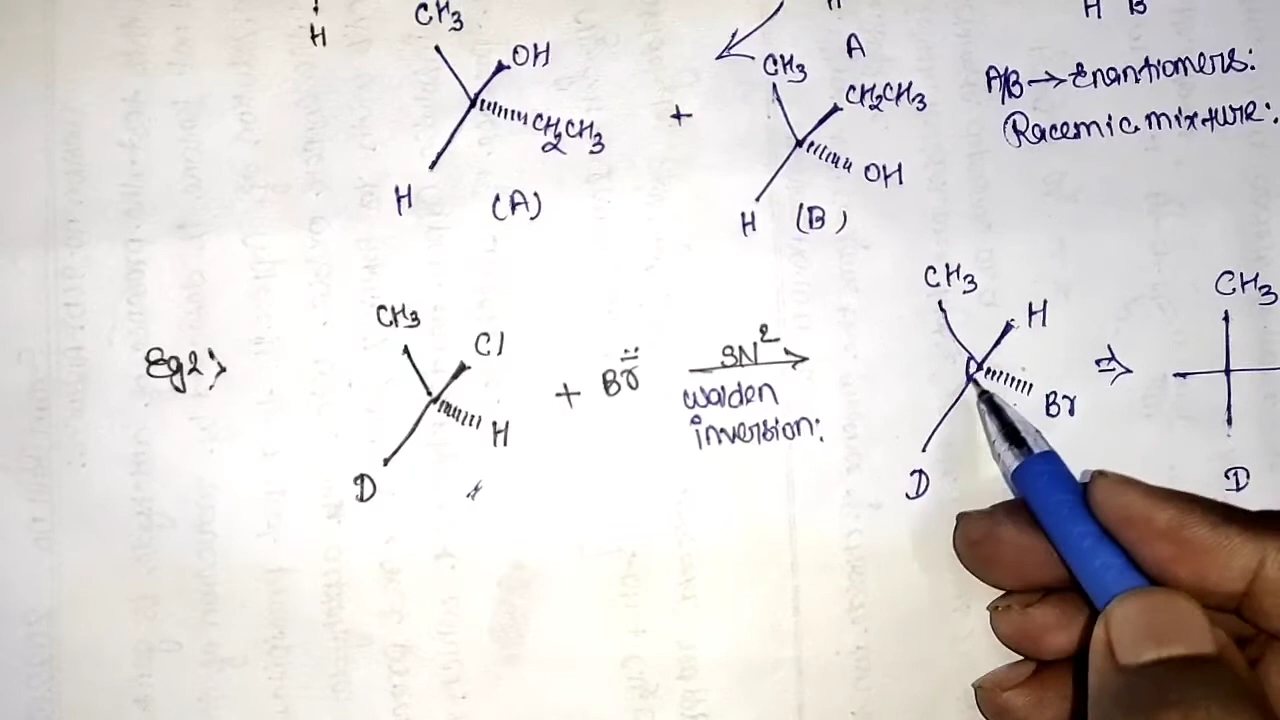 H
CH3
OH
CH2CH3
H
(A)
+
CH3
CH2CH3
OH
H (B)
A
H B
A/B → Enantiomers:
Racemic mixture:
Eg2:>
CH3
Cl
H
D
+ Br̈
SN2
Walden
inversion:
CH3
H
Br
D
⇒
CH3
D